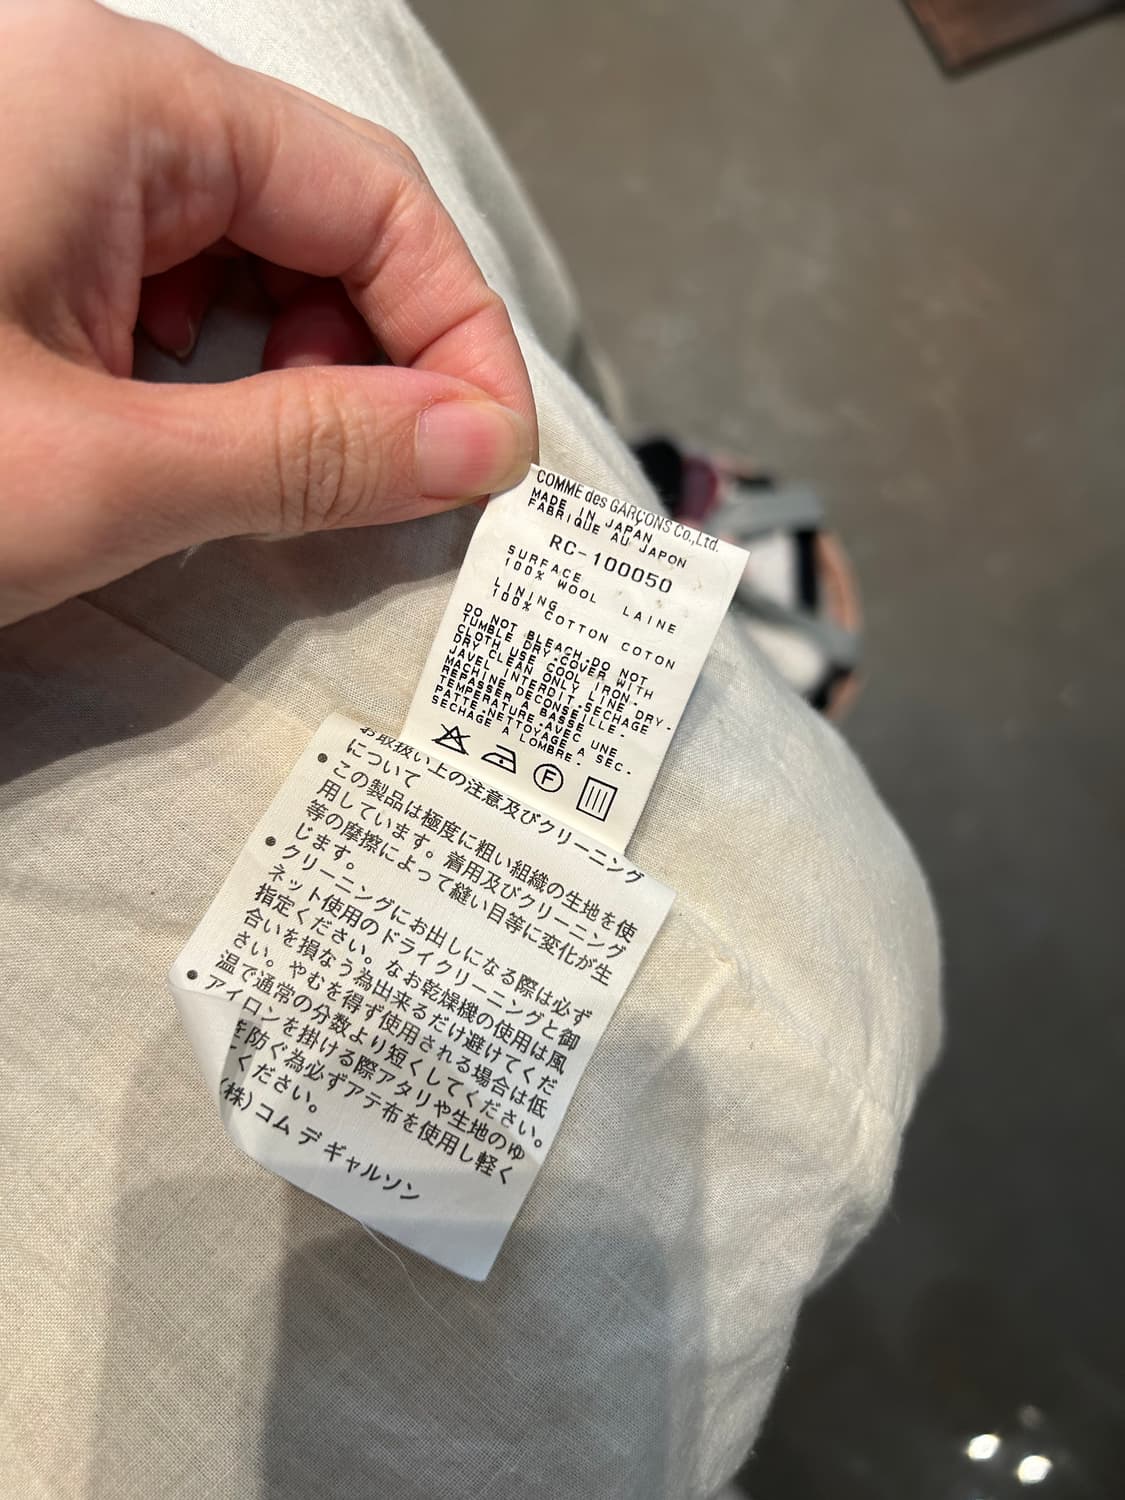 COMME des GARÇONS Co.,Ltd.
MADE IN JAPAN
FABRIQUE AU JAPON
RC-100050
SURFACE
100% WOOL LAINE
LINING
100% COTTON COTON
DO NOT BLEACH.DO NOT
TUMBLE DRY.COVER WITH
CLOTH USE COOL IRON.
DRY CLEAN ONLY LINE DRY.
JAVEL INTERDIT.SECHAGE
MACHINE DECONSEILLE.
REPASSER A BASSE
TEMPERATURE.AVEC UNE
PATTE.NETTOYAGE A SEC.
SECHAGE A LOMBRE.
F
お取扱い上の注意及びクリーニング
について
●この製品は極度に粗い組織の生地を使
用しています。着用及びクリーニング
等の摩擦によって縫い目等に変化が生
じます。
●クリーニングにお出しになる際は必ず
ネット使用のドライクリーニングと御
指定ください。なお乾燥機の使用は風
合いを損なう為出来るだけ避けてくだ
さい。やむを得ず使用される場合は低
温で通常の分数より短くしてください。
●アイロンを掛ける際アタリや生地のゆ
を防ぐ為必ずアテ布を使用し軽く
ください。
(株)コム デ ギャルソン